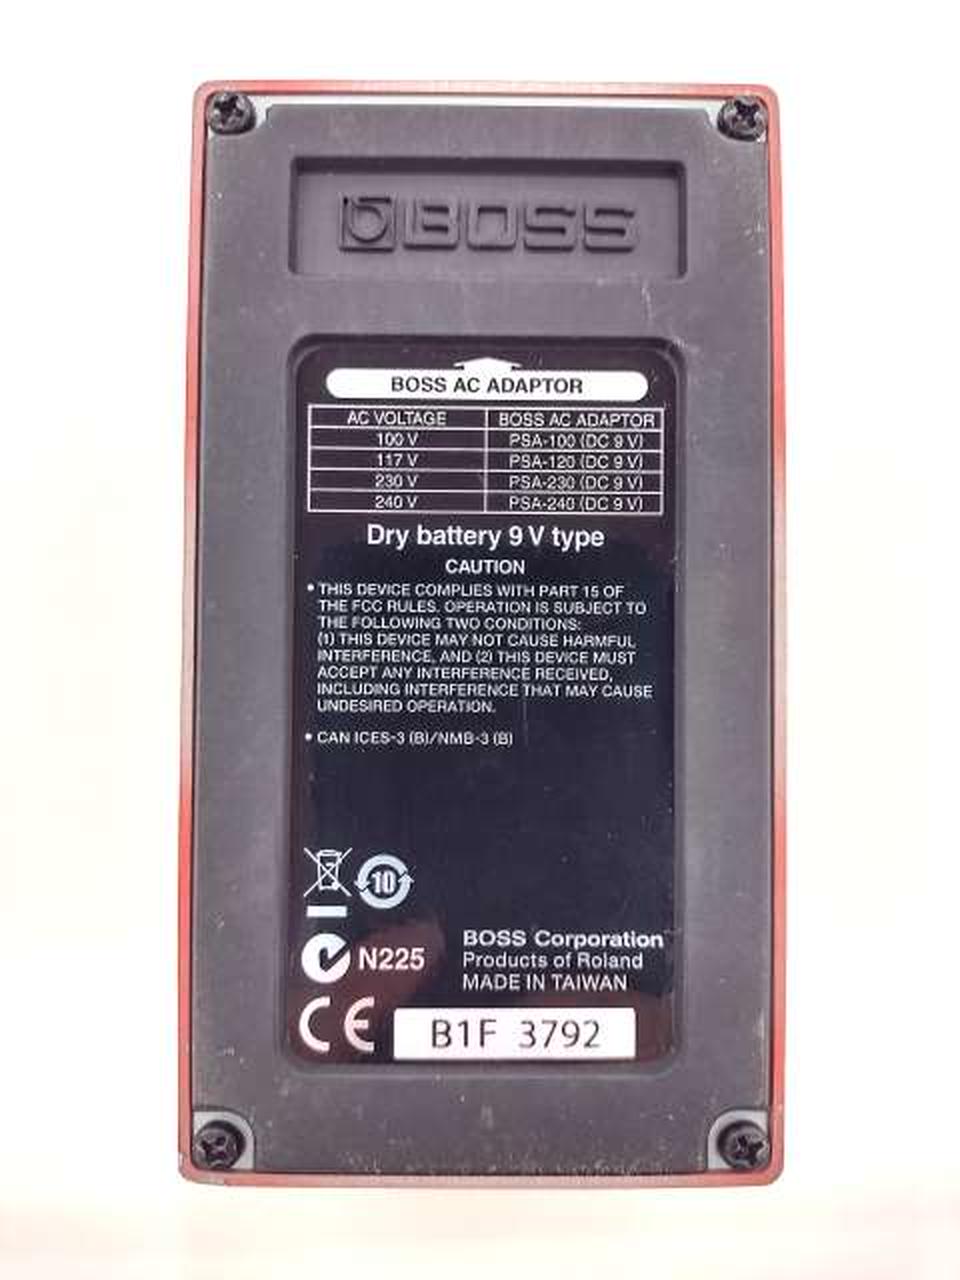 BOSS
BOSS AC ADAPTOR
AC VOLTAGE BOSS AC ADAPTOR
100 V PSA-100 (DC 9 V)
117 V PSA-120 (DC 9 V)
230 V PSA-230 (DC 9 V)
240 V PSA-240 (DC 9 V)
Dry battery 9 V type
CAUTION
• THIS DEVICE COMPLIES WITH PART 15 OF
THE FCC RULES. OPERATION IS SUBJECT TO
THE FOLLOWING TWO CONDITIONS:
(1) THIS DEVICE MAY NOT CAUSE HARMFUL
INTERFERENCE, AND (2) THIS DEVICE MUST
ACCEPT ANY INTERFERENCE RECEIVED,
INCLUDING INTERFERENCE THAT MAY CAUSE
UNDESIRED OPERATION.
• CAN ICES-3 (B)/NMB-3 (B)
10
N225
BOSS Corporation
Products of Roland
MADE IN TAIWAN
CE
B1F 3792